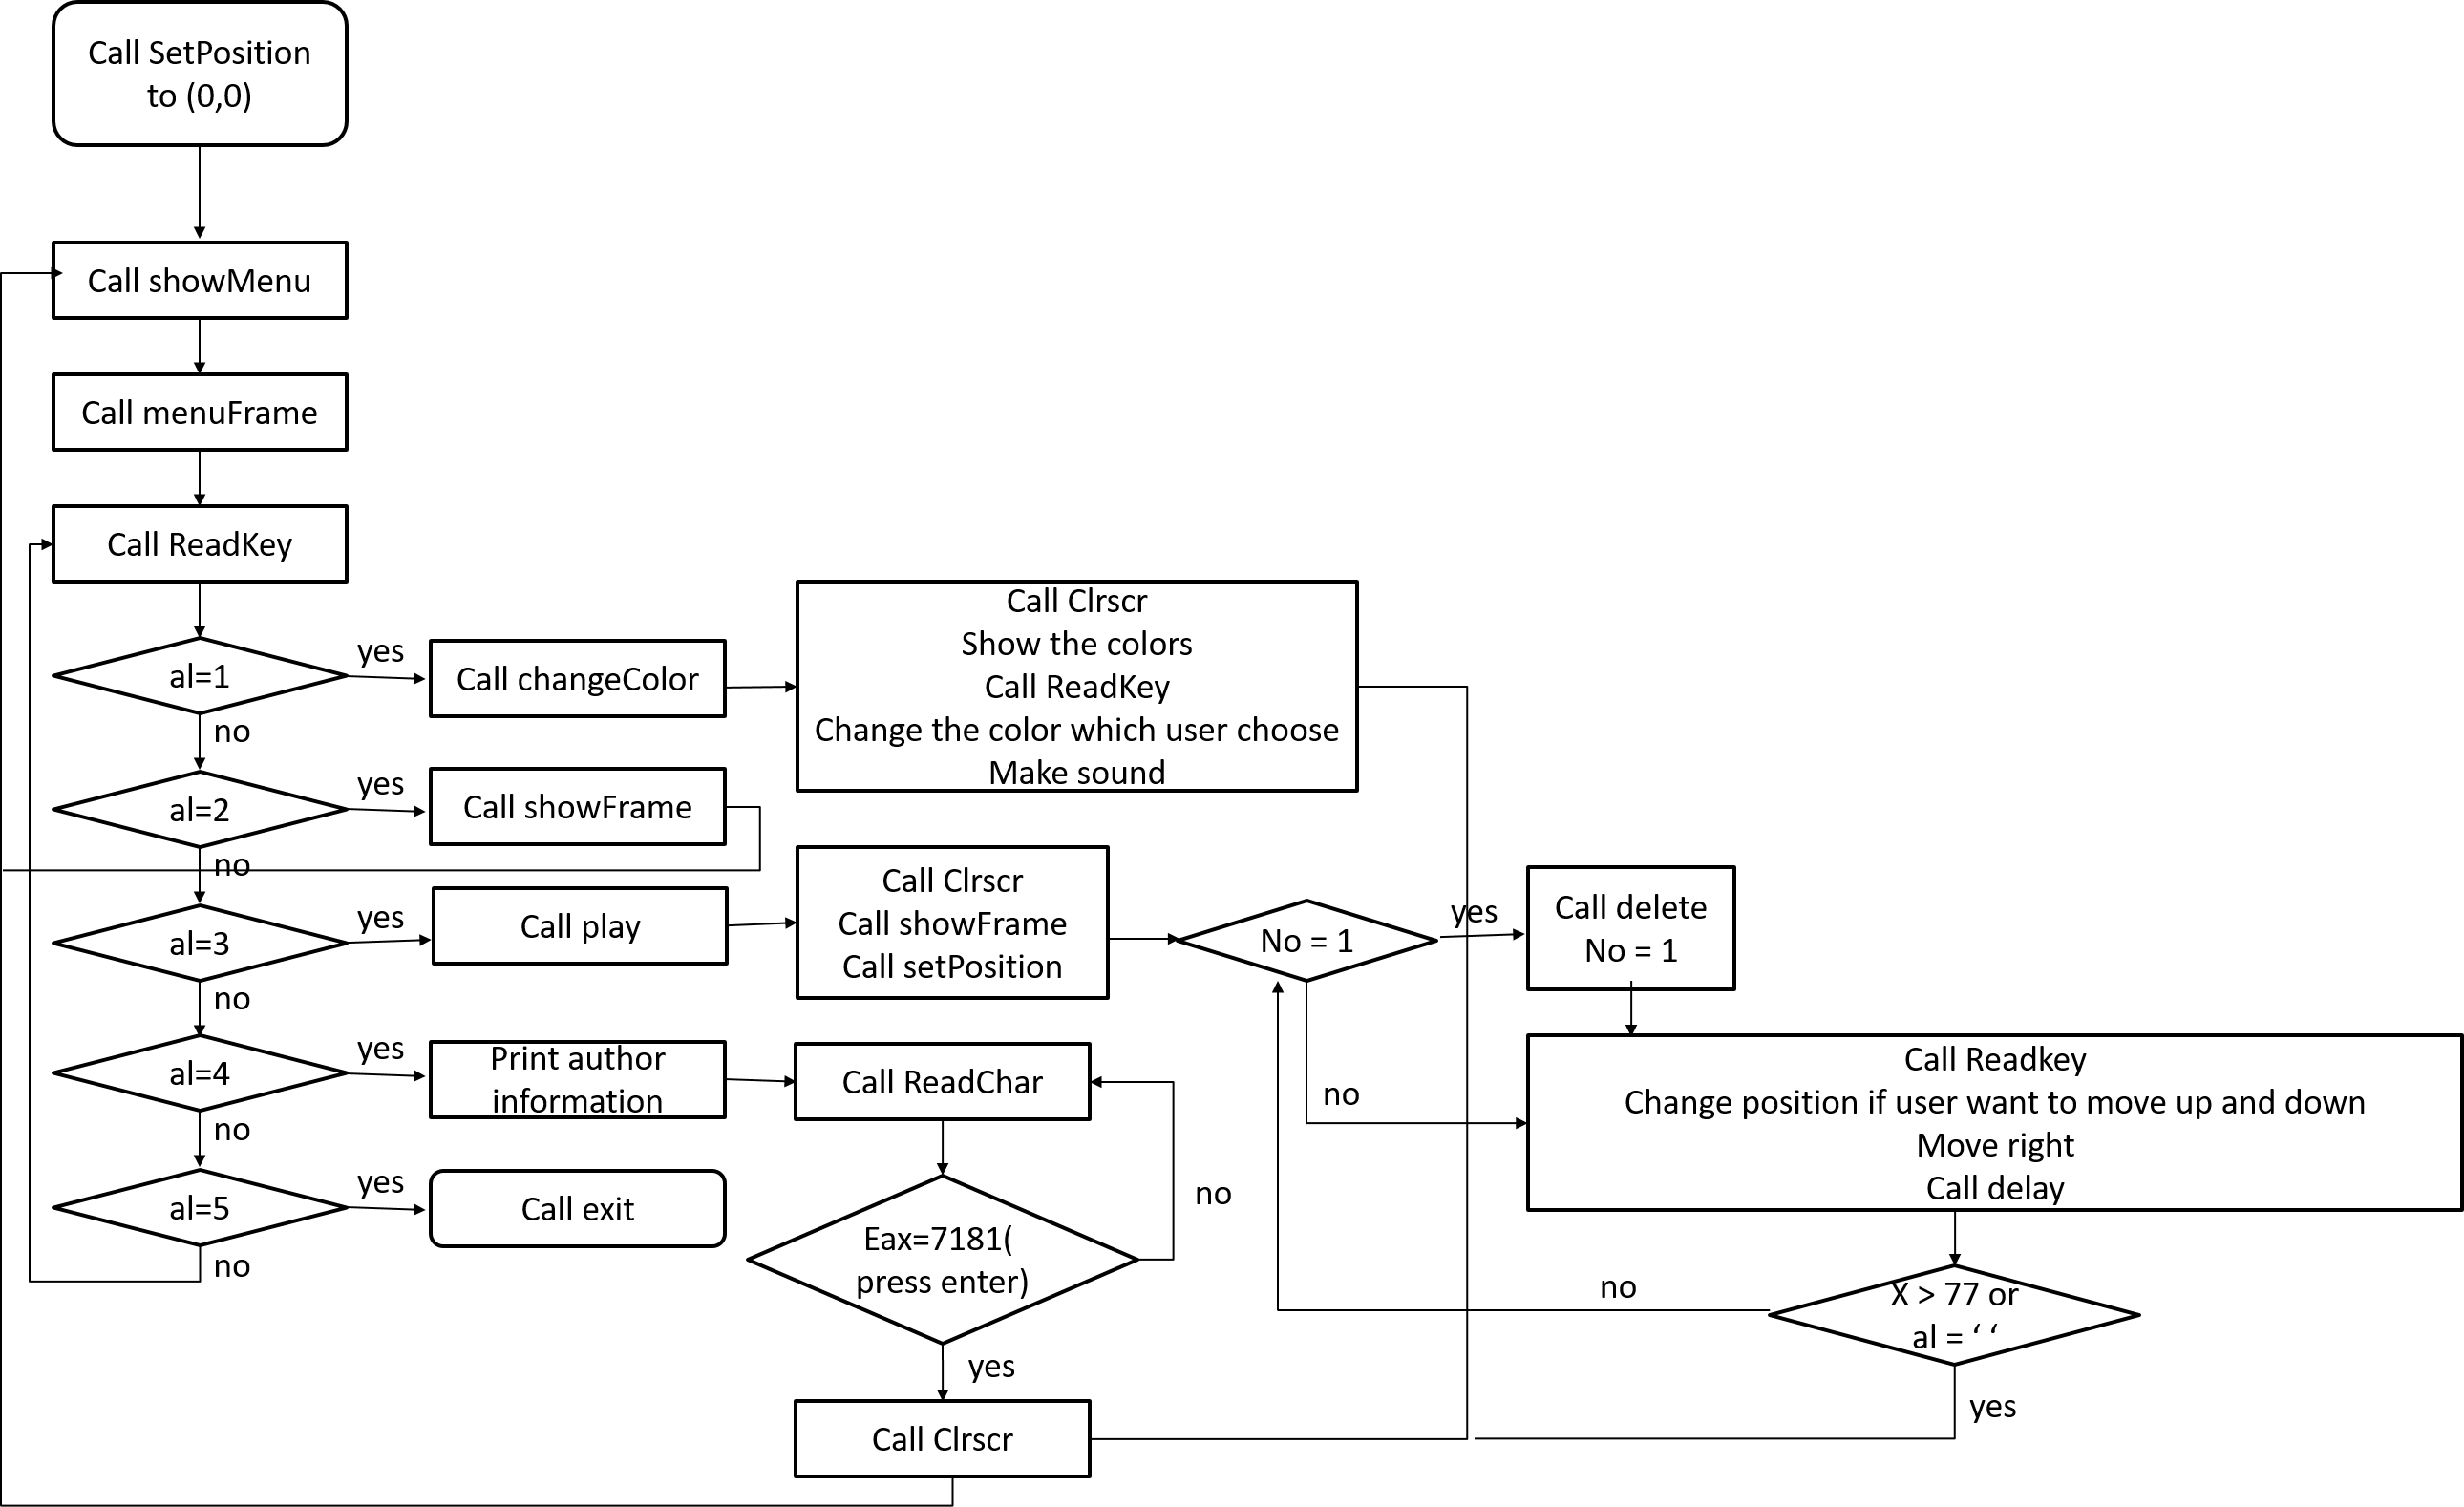 Call SetPosition
to (0,0)
Call showMenu
Call menuFrame
Call ReadKey
al=1
yes
Call changeColor
Call Clrscr
Show the colors
Call ReadKey
Change the color which user choose
Make sound
no
al=2
yes
Call showFrame
no
al=3
yes
Call play
Call Clrscr
Call showFrame
Call setPosition
No = 1
yes
Call delete
No = 1
no
Call Readkey
Change position if user want to move up and down
Move right
Call delay
no
X > 77 or
al = ‘ ‘
yes
no
al=4
yes
Print author
information
Call ReadChar
no
Eax=7181(
press enter)
yes
Call Clrscr
no
al=5
yes
Call exit
no